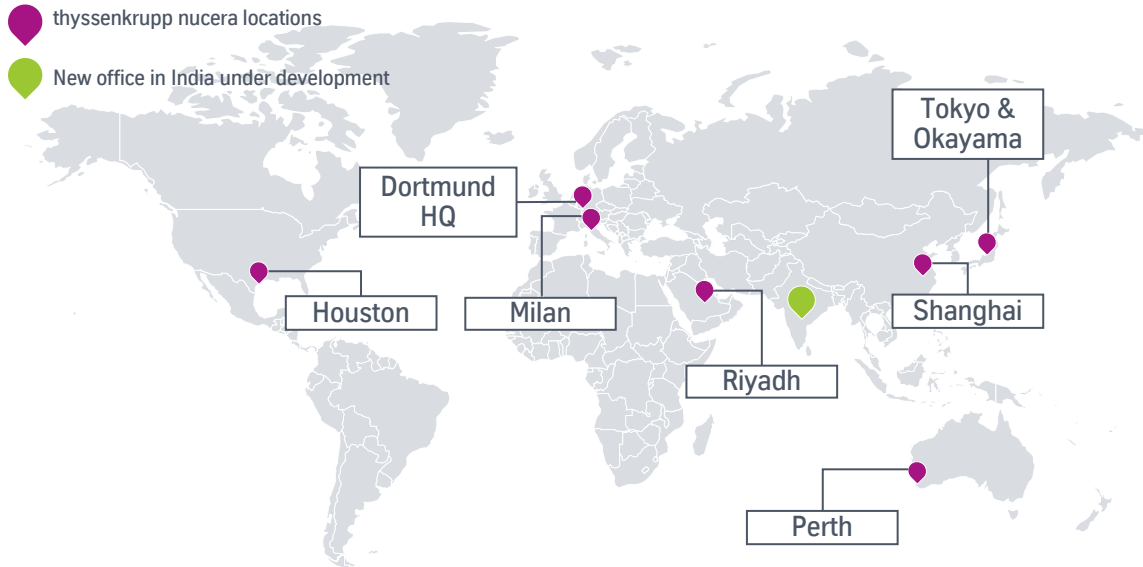 thyssenkrupp nucera locations
New office in India under development
Tokyo &
Okayama
Dortmund
HQ
Houston
Milan
Shanghai
Riyadh
Perth